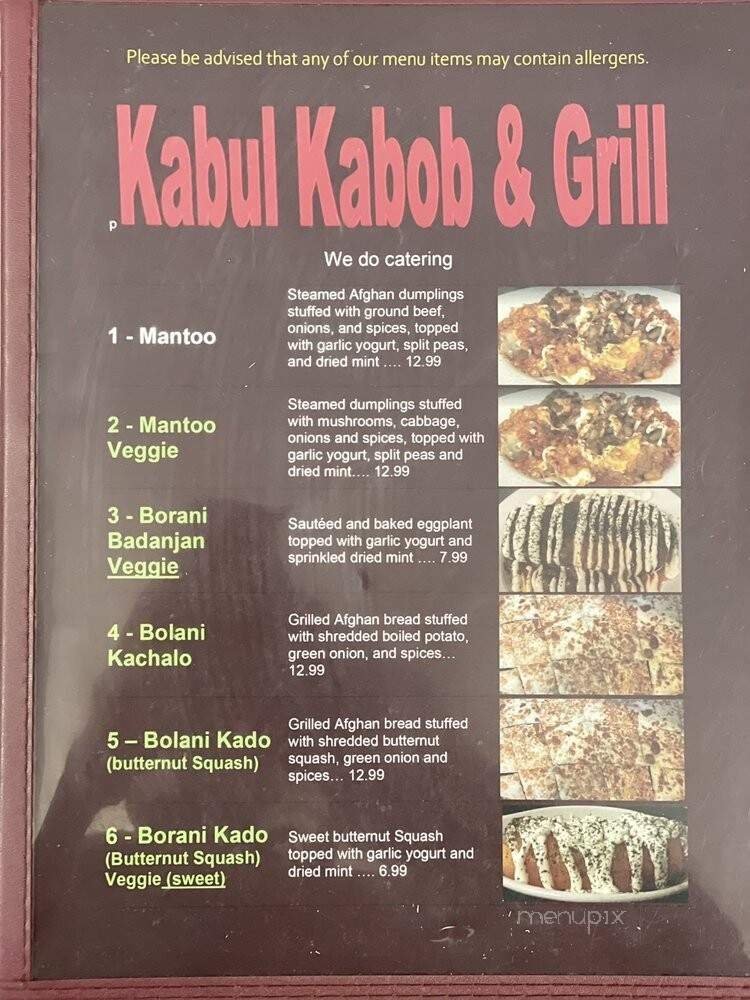 Please be advised that any of our menu items may contain allergens.
Kabul Kabob & Grill
p
We do catering
1 - Mantoo
Steamed Afghan dumplings
stuffed with ground beef,
onions, and spices, topped
with garlic yogurt, split peas,
and dried mint .... 12.99
2 - Mantoo
Veggie
Steamed dumplings stuffed
with mushrooms, cabbage,
onions and spices, topped with
garlic yogurt, split peas and
dried mint.... 12.99
3 - Borani
Badanjan
Veggie
Sautéed and baked eggplant
topped with garlic yogurt and
sprinkled dried mint .... 7.99
4 - Bolani
Kachalo
Grilled Afghan bread stuffed
with shredded boiled potato,
green onion, and spices...
12.99
5 – Bolani Kado
(butternut Squash)
Grilled Afghan bread stuffed
with shredded butternut
squash, green onion and
spices... 12.99
6 - Borani Kado
(Butternut Squash)
Veggie (sweet)
Sweet butternut Squash
topped with garlic yogurt and
dried mint .... 6.99
menupix